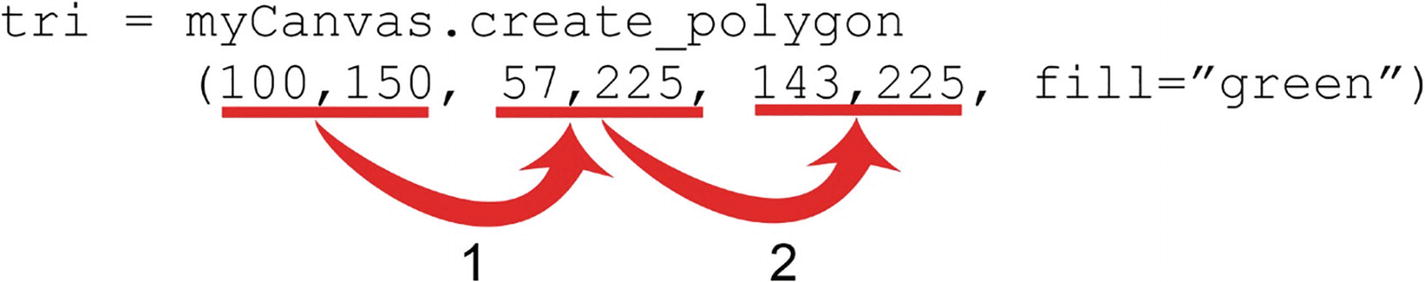 tri = myCanvas.create_polygon
(100,150, 57,225, 143,225, fill=”green”)
1 2